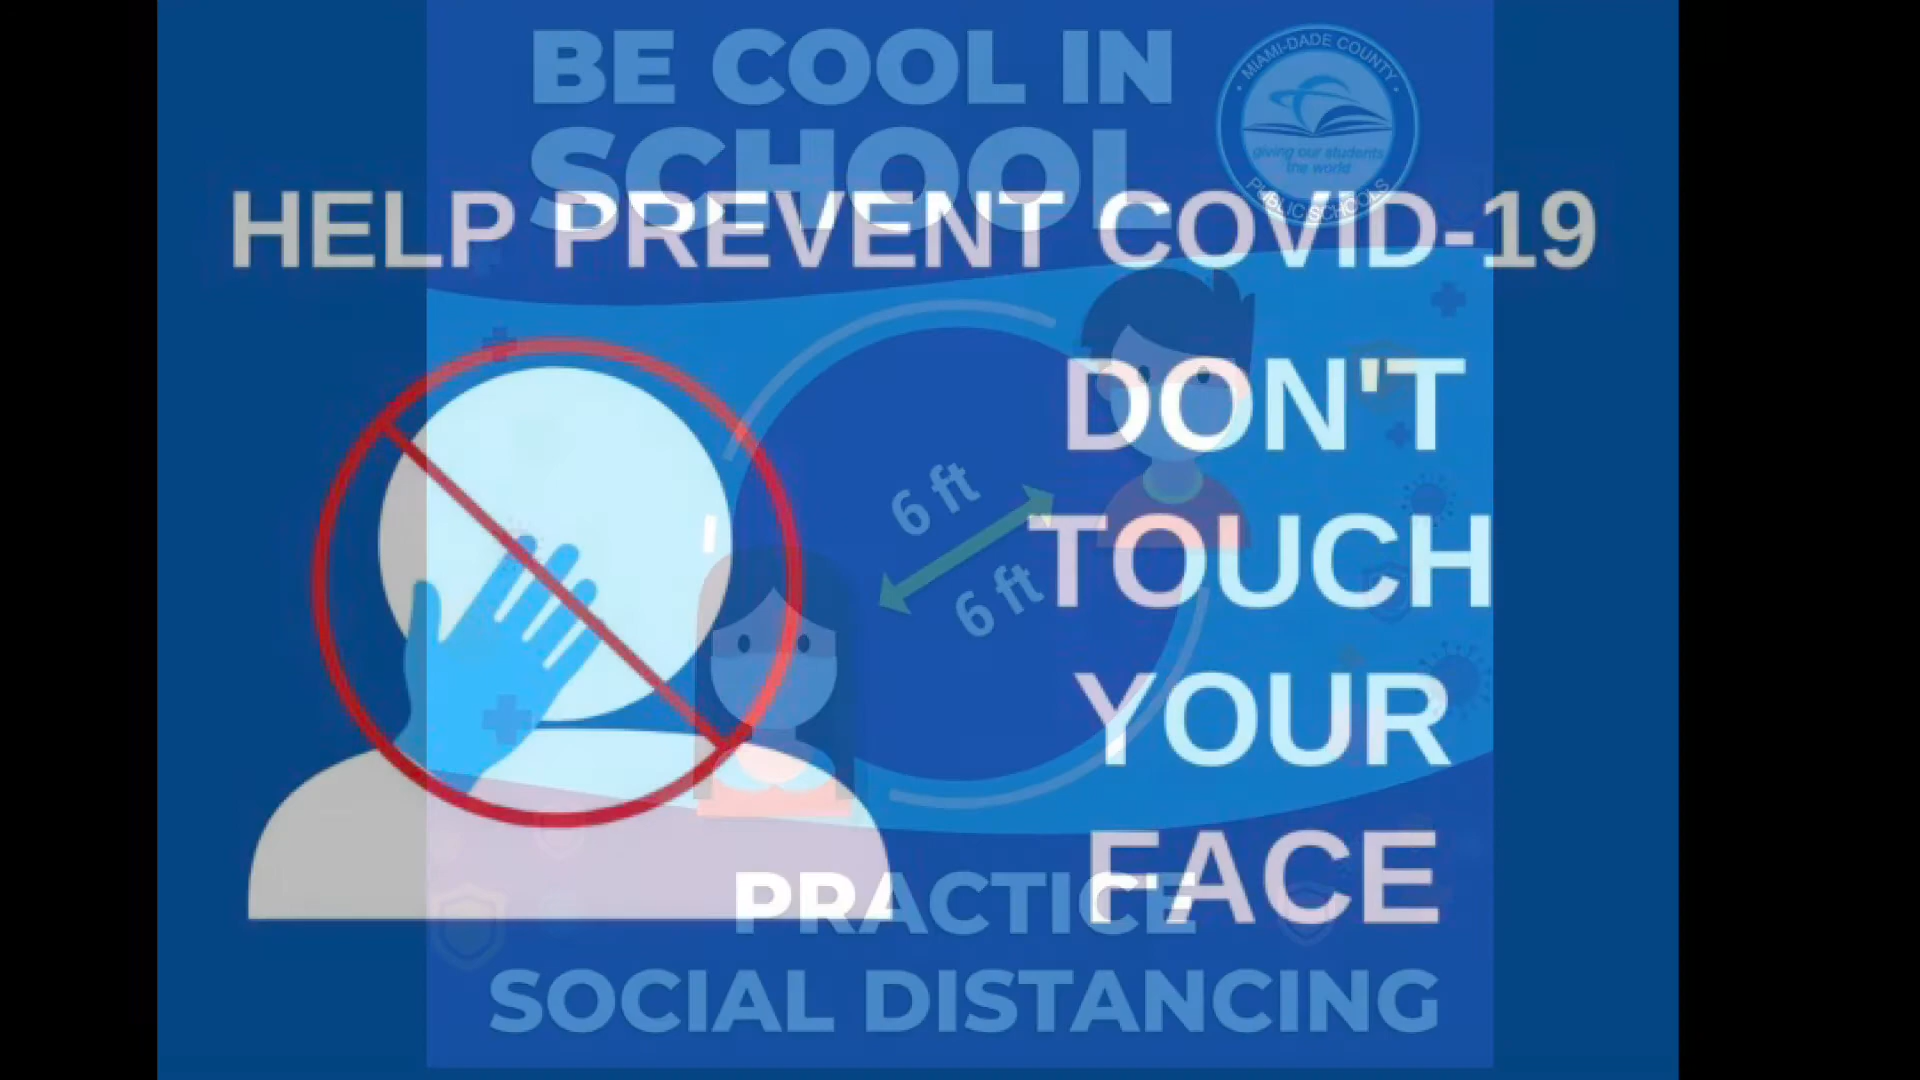 BE COOL IN
SCHOOL
MIAMI-DADE COUNTY
giving our students
the world
PUBLIC SCHOOLS
HELP PREVENT COVID-19
DON'T
TOUCH
YOUR
FACE
6 ft
6 ft
PRACTICE
SOCIAL DISTANCING